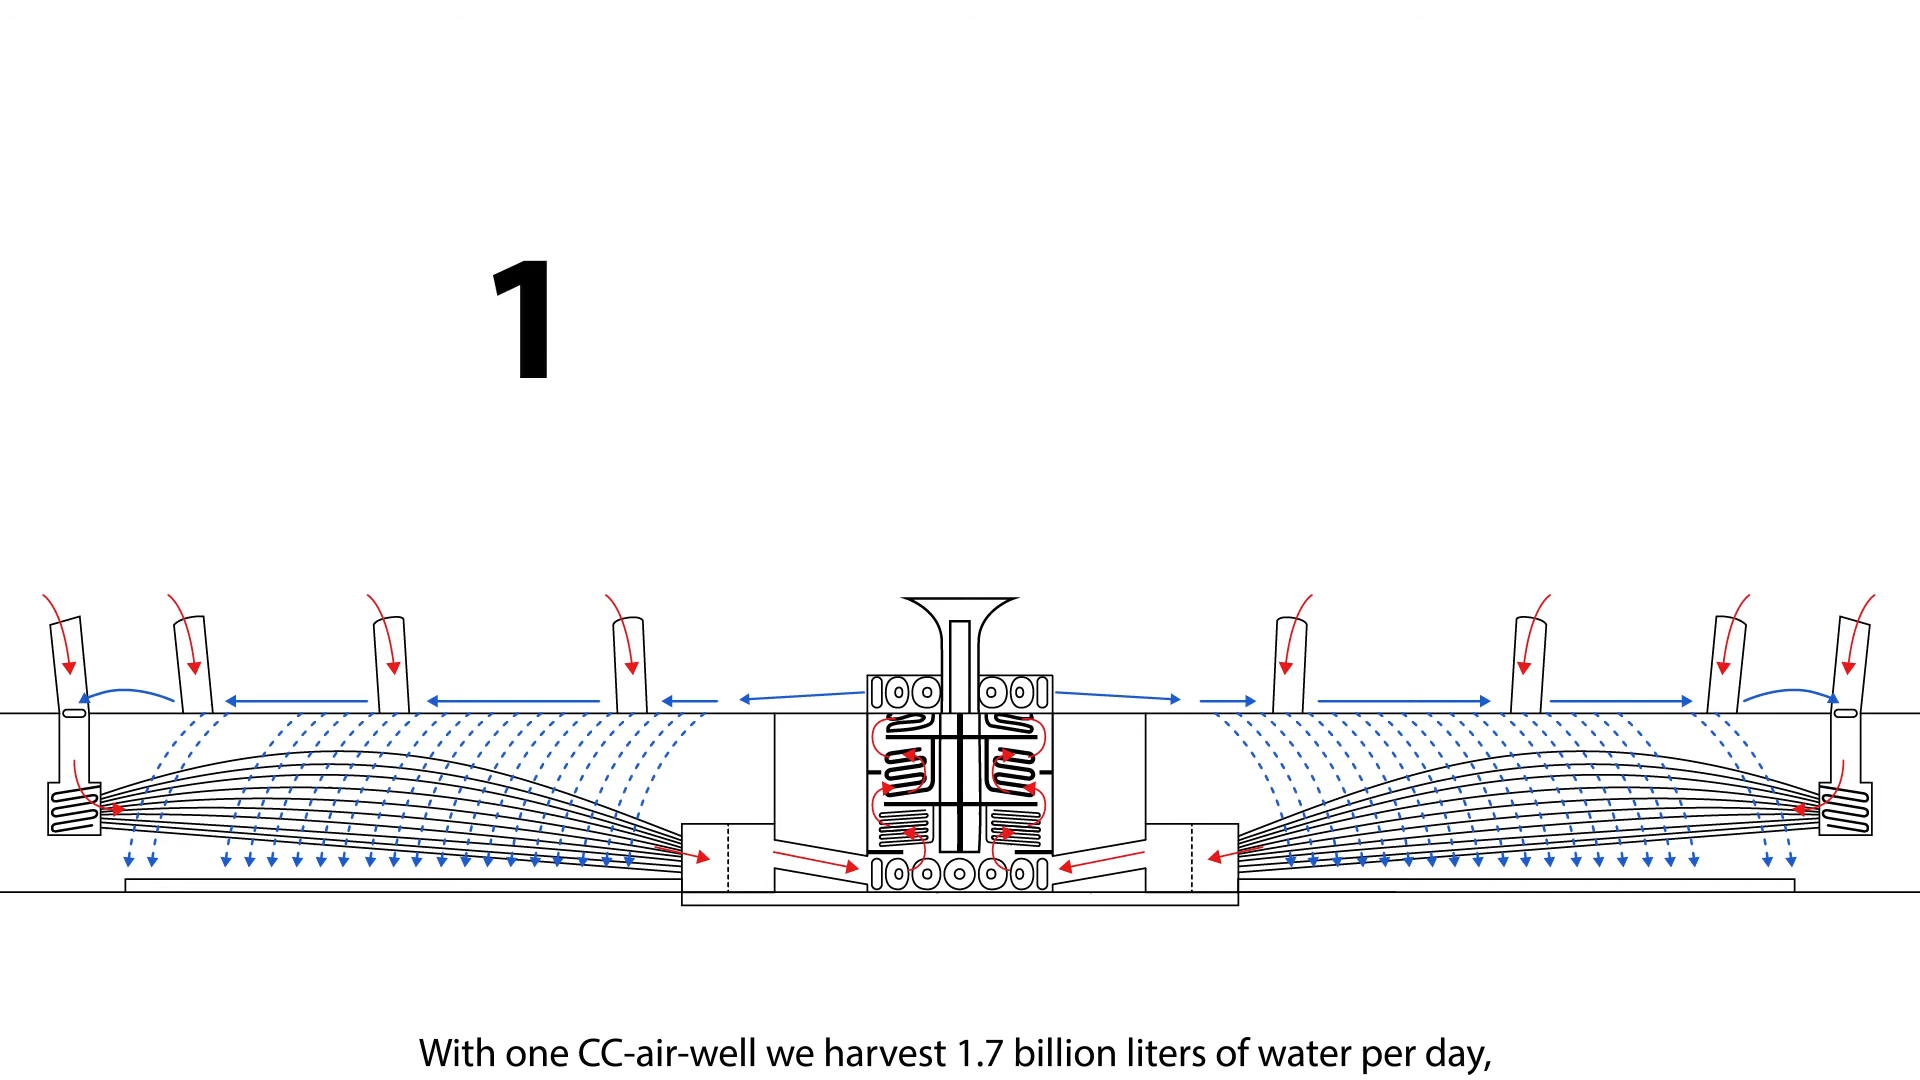 1
With one CC-air-well we harvest 1.7 billion liters of water per day,